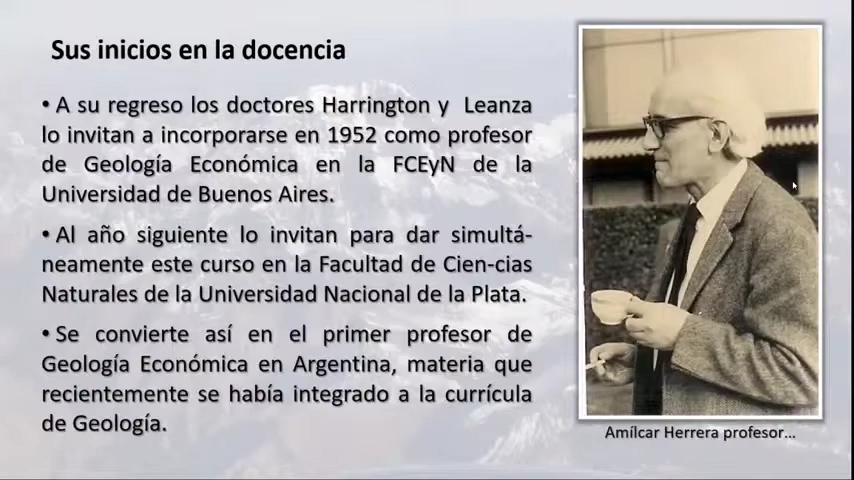 Sus inicios en la docencia
• A su regreso los doctores Harrington y Leanza
lo invitan a incorporarse en 1952 como profesor
de Geología Económica en la FCEyN de la
Universidad de Buenos Aires.
• Al año siguiente lo invitan para dar simultá-
neamente este curso en la Facultad de Cien-cias
Naturales de la Universidad Nacional de la Plata.
• Se convierte así en el primer profesor de
Geología Económica en Argentina, materia que
recientemente se había integrado a la currícula
de Geología.
Amílcar Herrera profesor...